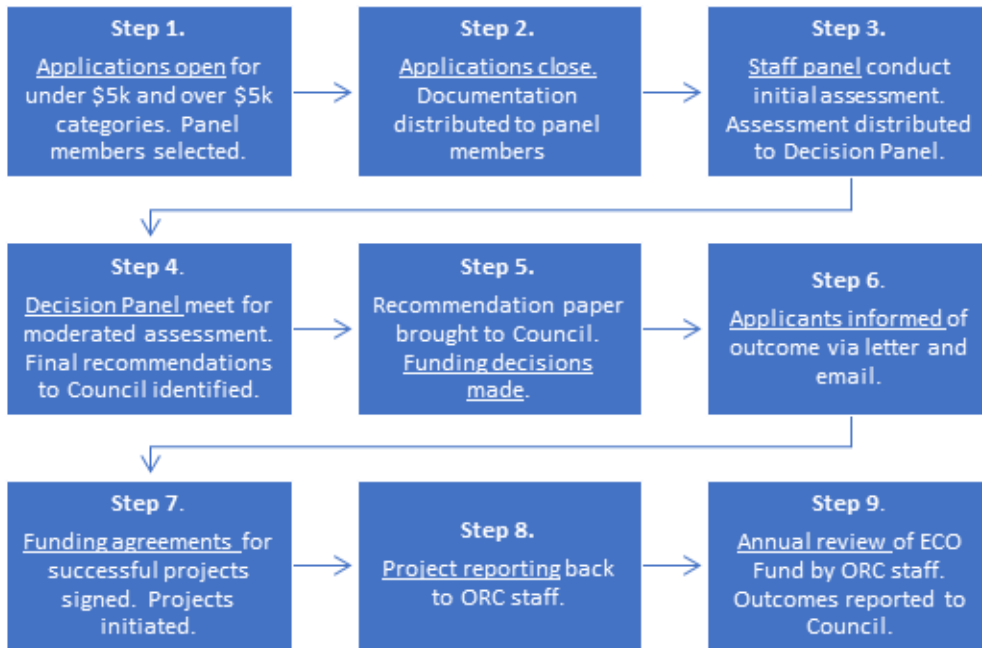 Step 1.
Applications open for
under $5k and over $5k
categories. Panel
members selected.
Step 2.
Applications close.
Documentation
distributed to panel
members
Step 3.
Staff panel conduct
initial assessment.
Assessment distributed
to Decision Panel.
Step 4.
Decision Panel meet for
moderated assessment.
Final recommendations
to Council identified.
Step 5.
Recommendation paper
brought to Council.
Funding decisions
made.
Step 6.
Applicants informed of
outcome via letter and
email.
Step 7.
Funding agreements for
successful projects
signed. Projects
initiated.
Step 8.
Project reporting back
to ORC staff.
Step 9.
Annual review of ECO
Fund by ORC staff.
Outcomes reported to
Council.